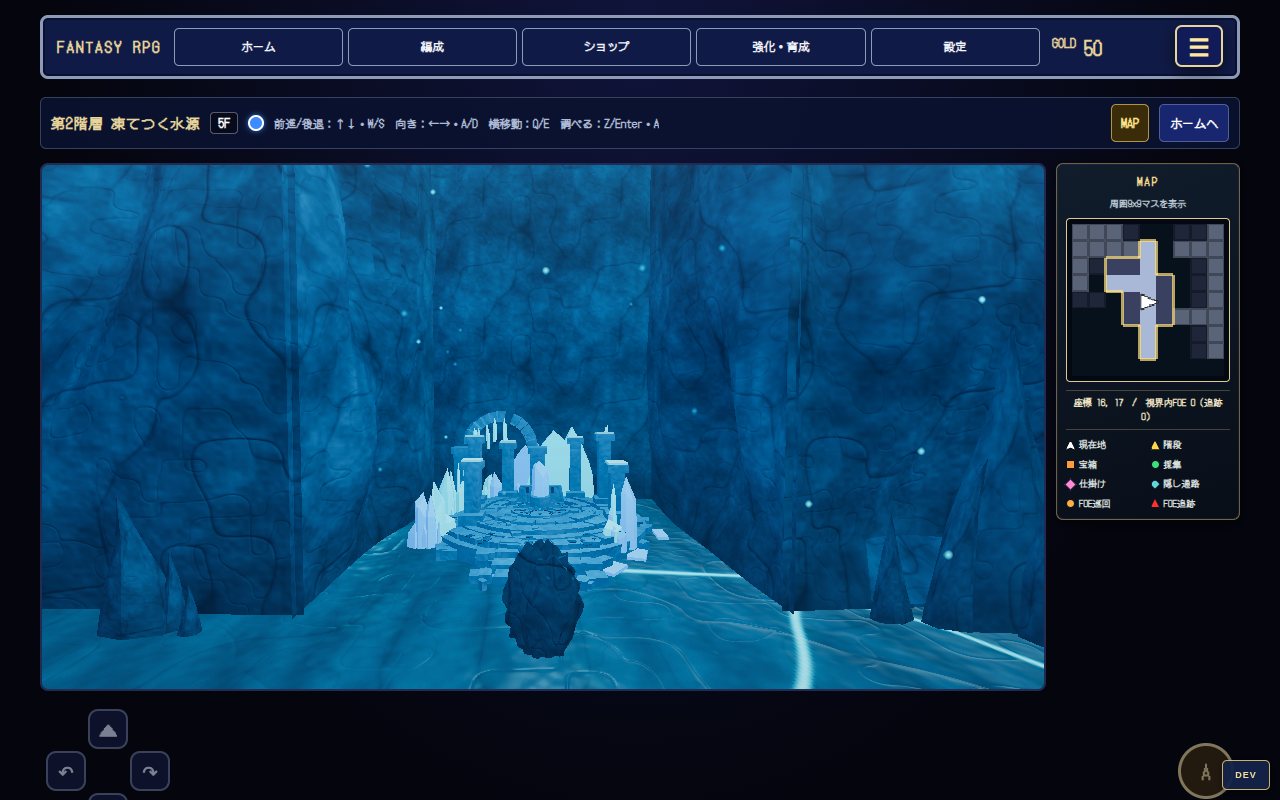 FANTASY RPG
ホーム
編成
ショップ
強化・育成
設定
GOLD 50
第2階層 凍てつく水源
5F
前進/後退：↑↓・W/S 向き：←→・A/D 横移動：Q/E 調べる：Z/Enter・A
MAP
ホームへ
MAP
周囲9x9マスを表示
座標 16, 17 / 視界内FOE 0（追跡
0）
現在地
階段
宝箱
採集
仕掛け
隠し通路
FOE巡回
FOE追跡
A
DEV